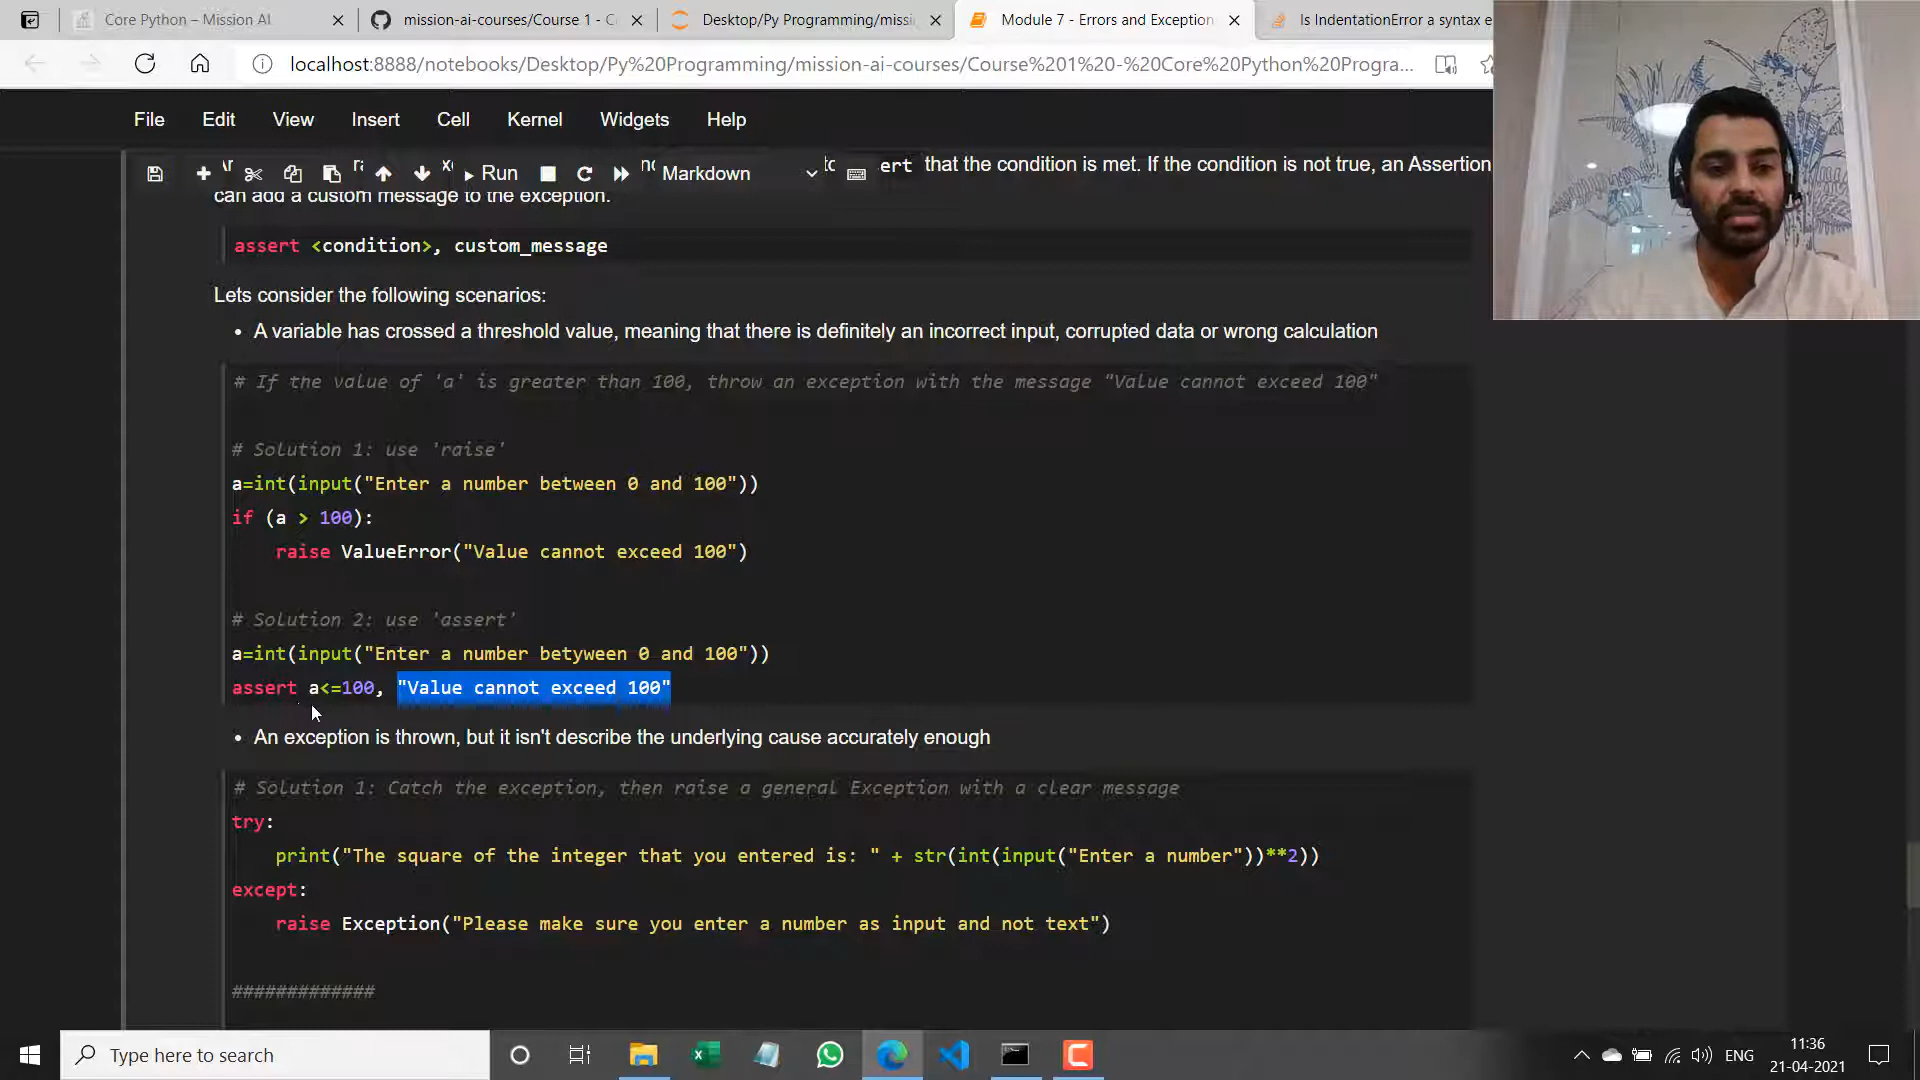 Core Python – Mission AI
mission-ai-courses/Course 1 - C
Desktop/Py Programming/missi
Module 7 - Errors and Exception
Is IndentationError a syntax e
localhost:8888/notebooks/Desktop/Py%20Programming/mission-ai-courses/Course%201%20-%20Core%20Python%20Progra...
File Edit View Insert Cell Kernel Widgets Help
Run Markdown
ert that the condition is met. If the condition is not true, an Assertion
can add a custom message to the exception.
assert <condition>, custom_message
Lets consider the following scenarios:
• A variable has crossed a threshold value, meaning that there is definitely an incorrect input, corrupted data or wrong calculation
# If the value of 'a' is greater than 100, throw an exception with the message "Value cannot exceed 100"
# Solution 1: use 'raise'
a=int(input("Enter a number between 0 and 100"))
if (a > 100):
raise ValueError("Value cannot exceed 100")
# Solution 2: use 'assert'
a=int(input("Enter a number betyween 0 and 100"))
assert a<=100, "Value cannot exceed 100"
• An exception is thrown, but it isn't describe the underlying cause accurately enough
# Solution 1: Catch the exception, then raise a general Exception with a clear message
try:
print("The square of the integer that you entered is: " + str(int(input("Enter a number"))**2))
except:
raise Exception("Please make sure you enter a number as input and not text")
#############
Type here to search
ENG
11:36
21-04-2021